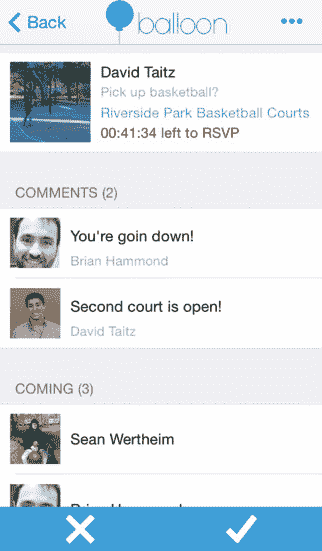 Back
balloon
David Taitz
Pick up basketball?
Riverside Park Basketball Courts
00:41:34 left to RSVP
COMMENTS (2)
You're goin down!
Brian Hammond
Second court is open!
David Taitz
COMING (3)
Sean Wertheim